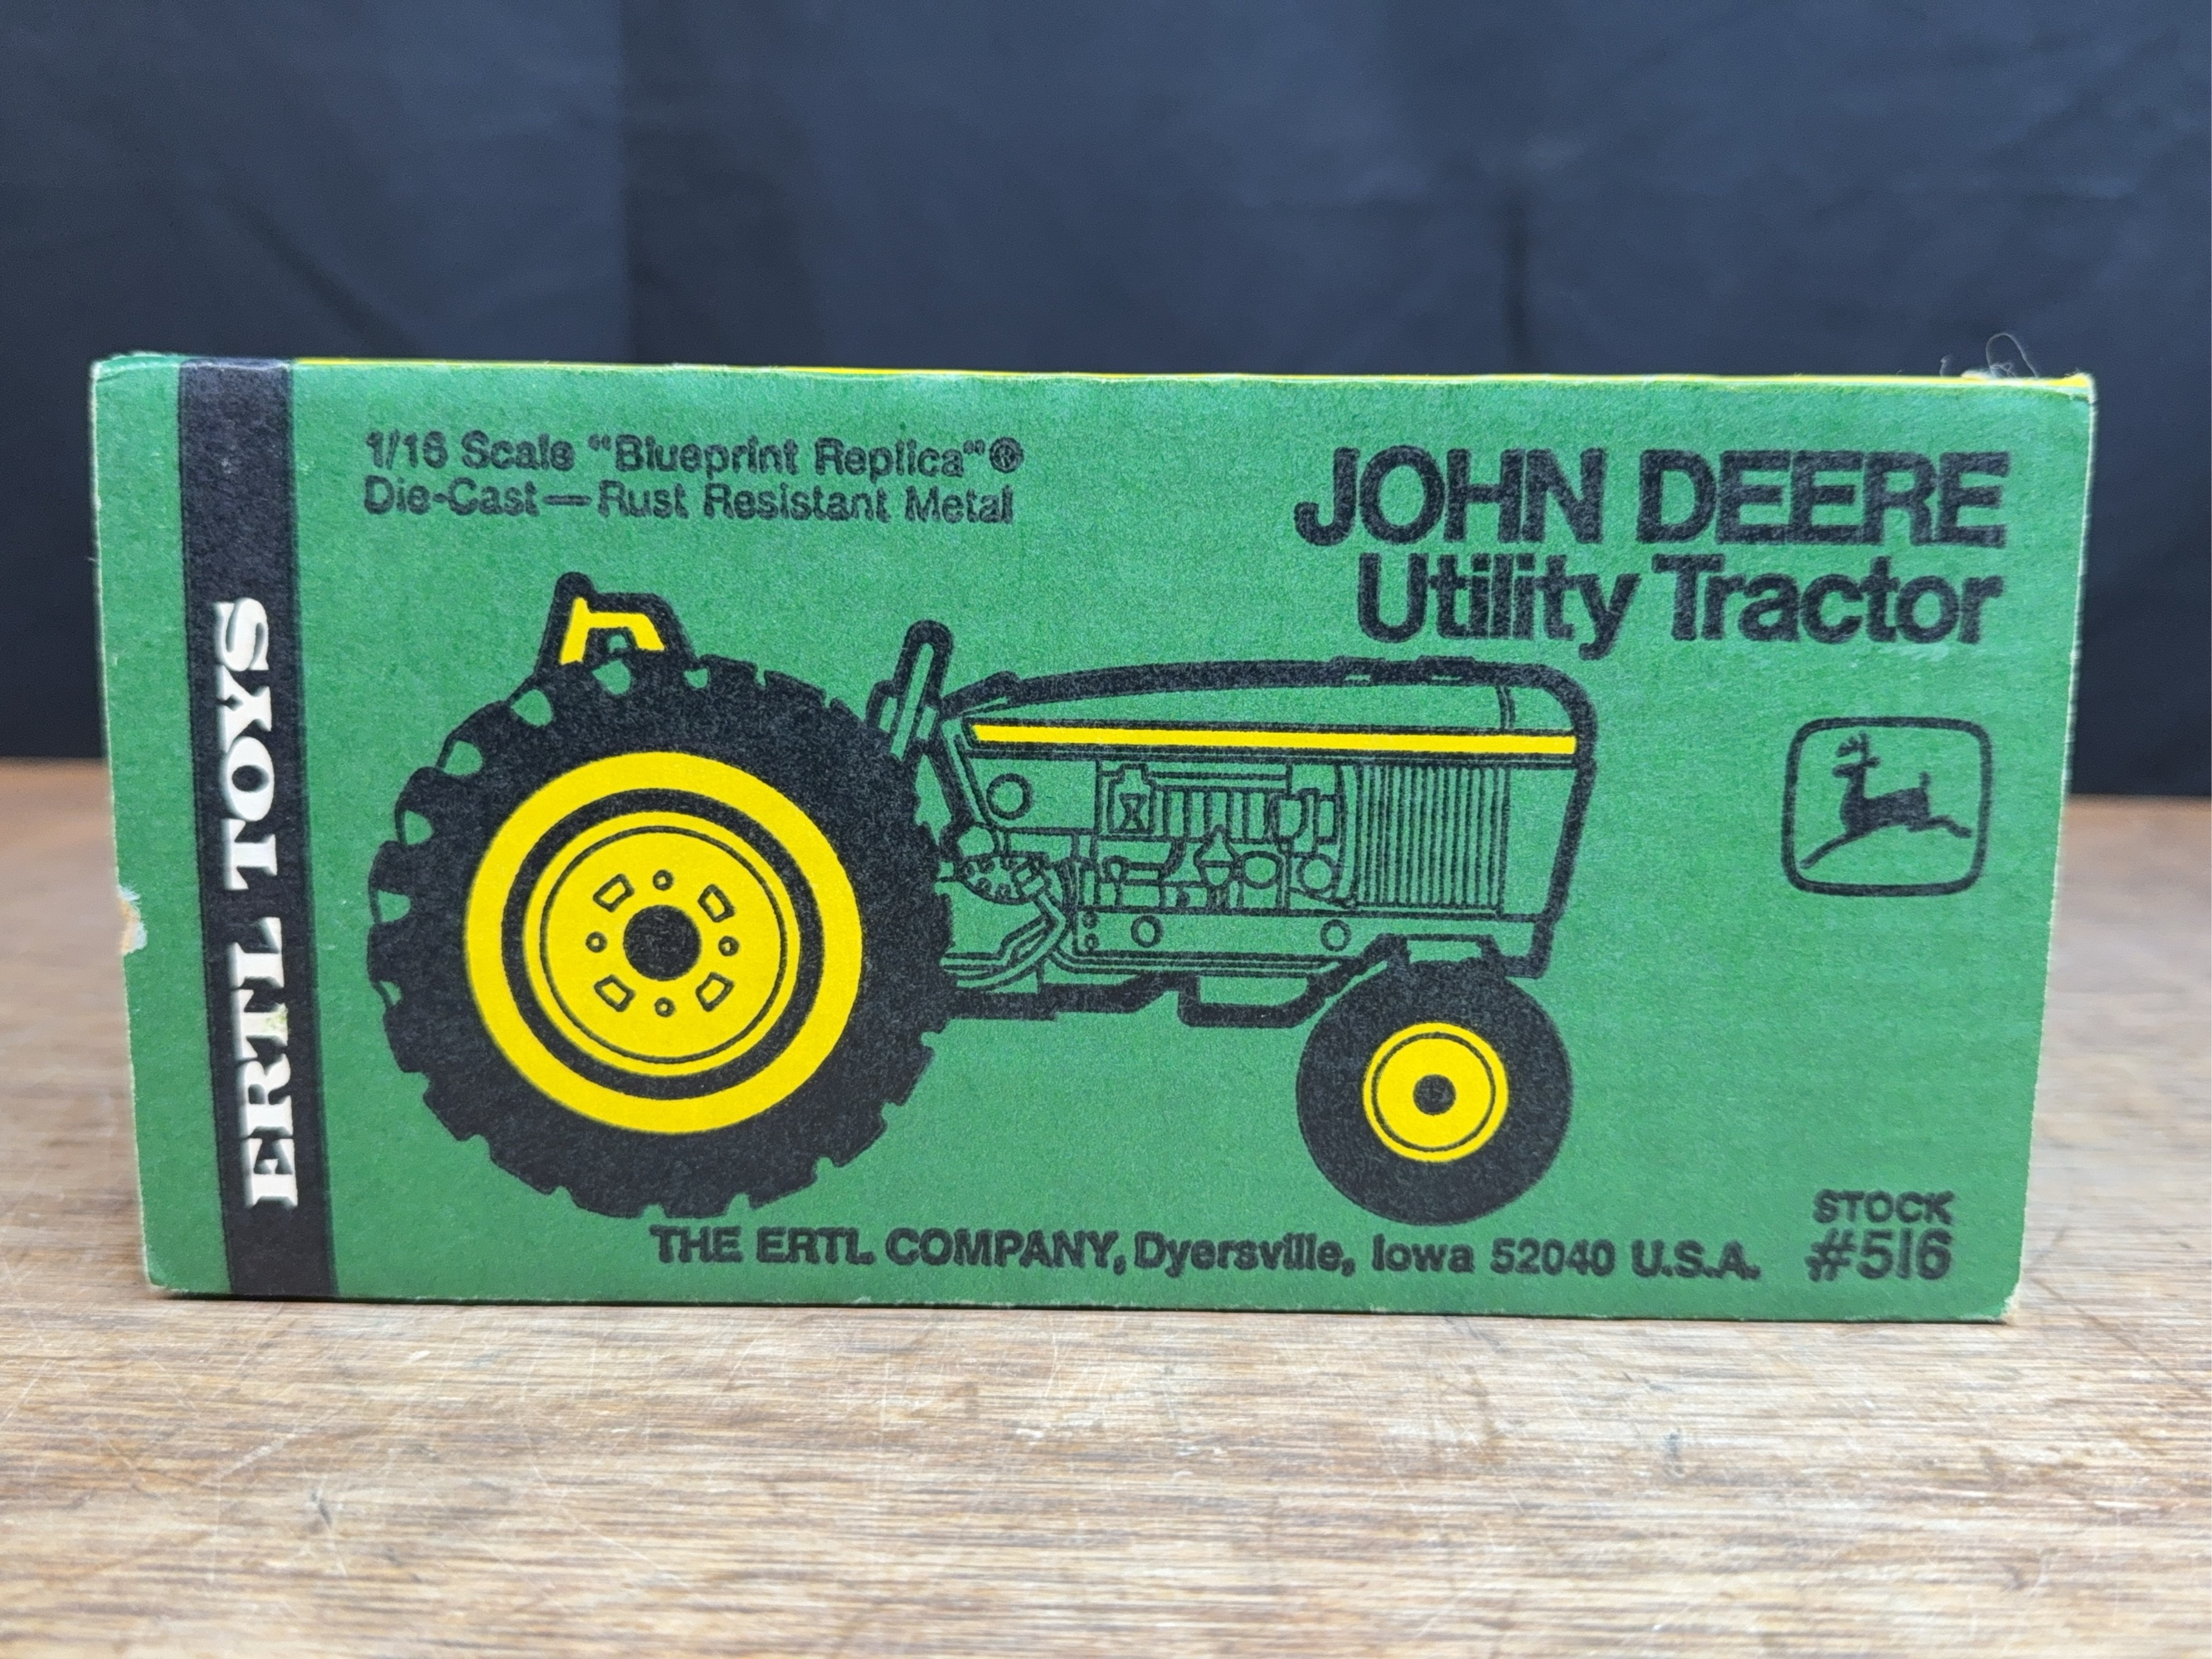 1/16 Scale "Blueprint Replica"®
Die-Cast—Rust Resistant Metal
JOHN DEERE
Utility Tractor
ERTL TOYS
THE ERTL COMPANY, Dyersville, Iowa 52040 U.S.A.
STOCK
#516